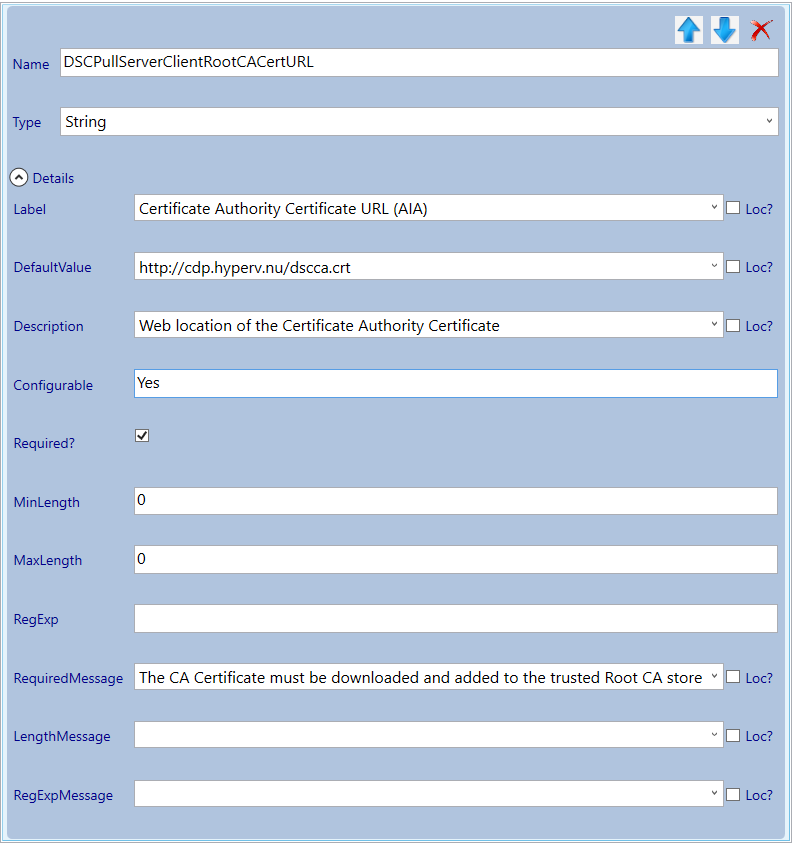 Name DSCPullServerClientRootCACertURL
Type String
Details
Label Certificate Authority Certificate URL (AIA) Loc?
DefaultValue http://cdp.hyperv.nu/dscca.crt Loc?
Description Web location of the Certificate Authority Certificate Loc?
Configurable Yes
Required?
MinLength 0
MaxLength 0
RegExp
RequiredMessage The CA Certificate must be downloaded and added to the trusted Root CA store Loc?
LengthMessage Loc?
RegExpMessage Loc?